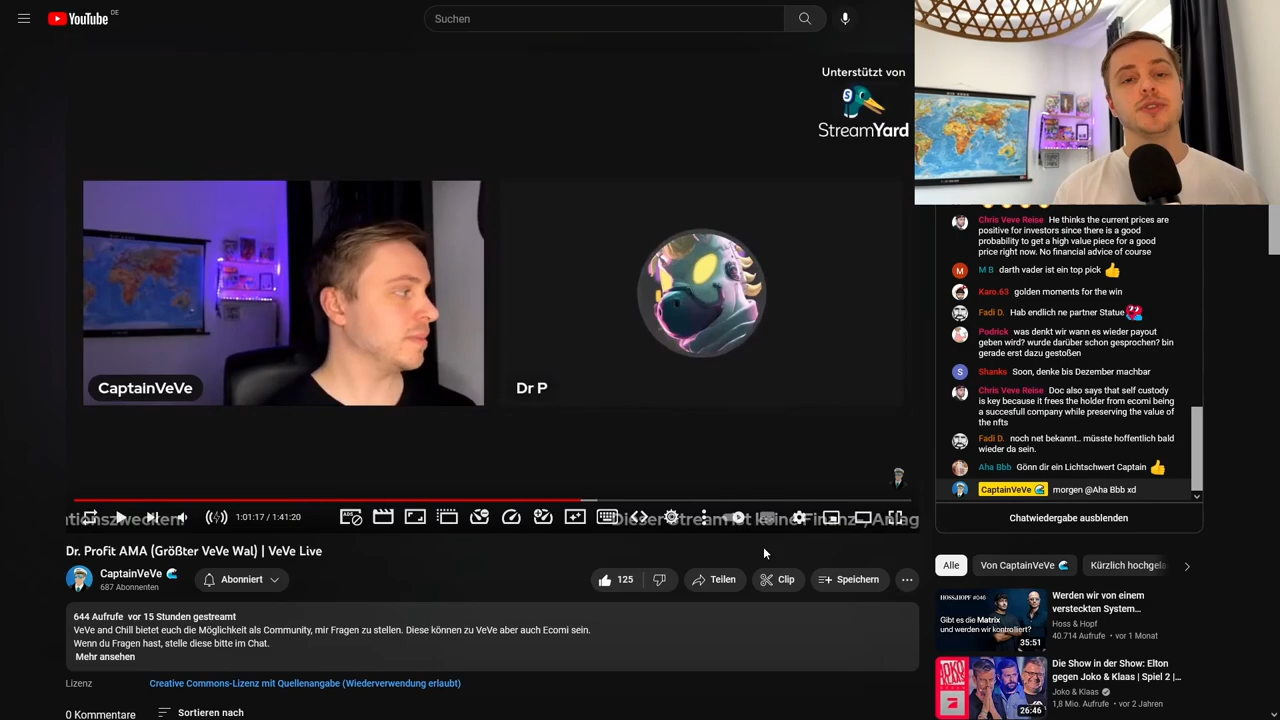 YouTube DE
Suchen
Unterstützt von
StreamYard
CaptainVeVe
Dr P
1:01:17 / 1:41:20
Dr. Profit AMA (Größter VeVe Wal) | VeVe Live
CaptainVeVe
687 Abonnenten
Abonniert
125
Teilen
Clip
Speichern
644 Aufrufe vor 15 Stunden gestreamt
VeVe and Chill bietet euch die Möglichkeit als Community, mir Fragen zu stellen. Diese können zu VeVe aber auch Ecomi sein.
Wenn du Fragen hast, stelle diese bitte im Chat.
Mehr ansehen
Lizenz
Creative Commons-Lizenz mit Quellenangabe (Wiederverwendung erlaubt)
0 Kommentare
Sortieren nach
Chris Veve Reise He thinks the current prices are
positive for investors since there is a good
probability to get a high value piece for a good
price right now. No financial advice of course
M B darth vader ist ein top pick
Karo.63 golden moments for the win
Fadi D. Hab endlich ne partner Statue
Podrick was denkt wir wann es wieder payout
geben wird? wurde darüber schon gesprochen? bin
gerade erst dazu gestoßen
Shanks Soon, denke bis Dezember machbar
Chris Veve Reise Doc also says that self custody
is key because it frees the holder from ecomi being
a succesfull company while preserving the value of
the nfts
Fadi D. noch net bekannt.. müsste hoffentlich bald
wieder da sein.
Aha Bbb Gönn dir ein Lichtschwert Captain
CaptainVeVe morgen @Aha Bbb xd
Chatwiedergabe ausblenden
Alle
Von CaptainVeVe
Kürzlich hochgela
HOSS&HOPF #046
Gibt es die Matrix
und werden wir kontrolliert?
35:51
Werden wir von einem
versteckten System...
Hoss & Hopf
40.714 Aufrufe • vor 1 Monat
26:46
Die Show in der Show: Elton
gegen Joko & Klaas | Spiel 2 |...
Joko & Klaas
1,8 Mio. Aufrufe • vor 2 Jahren